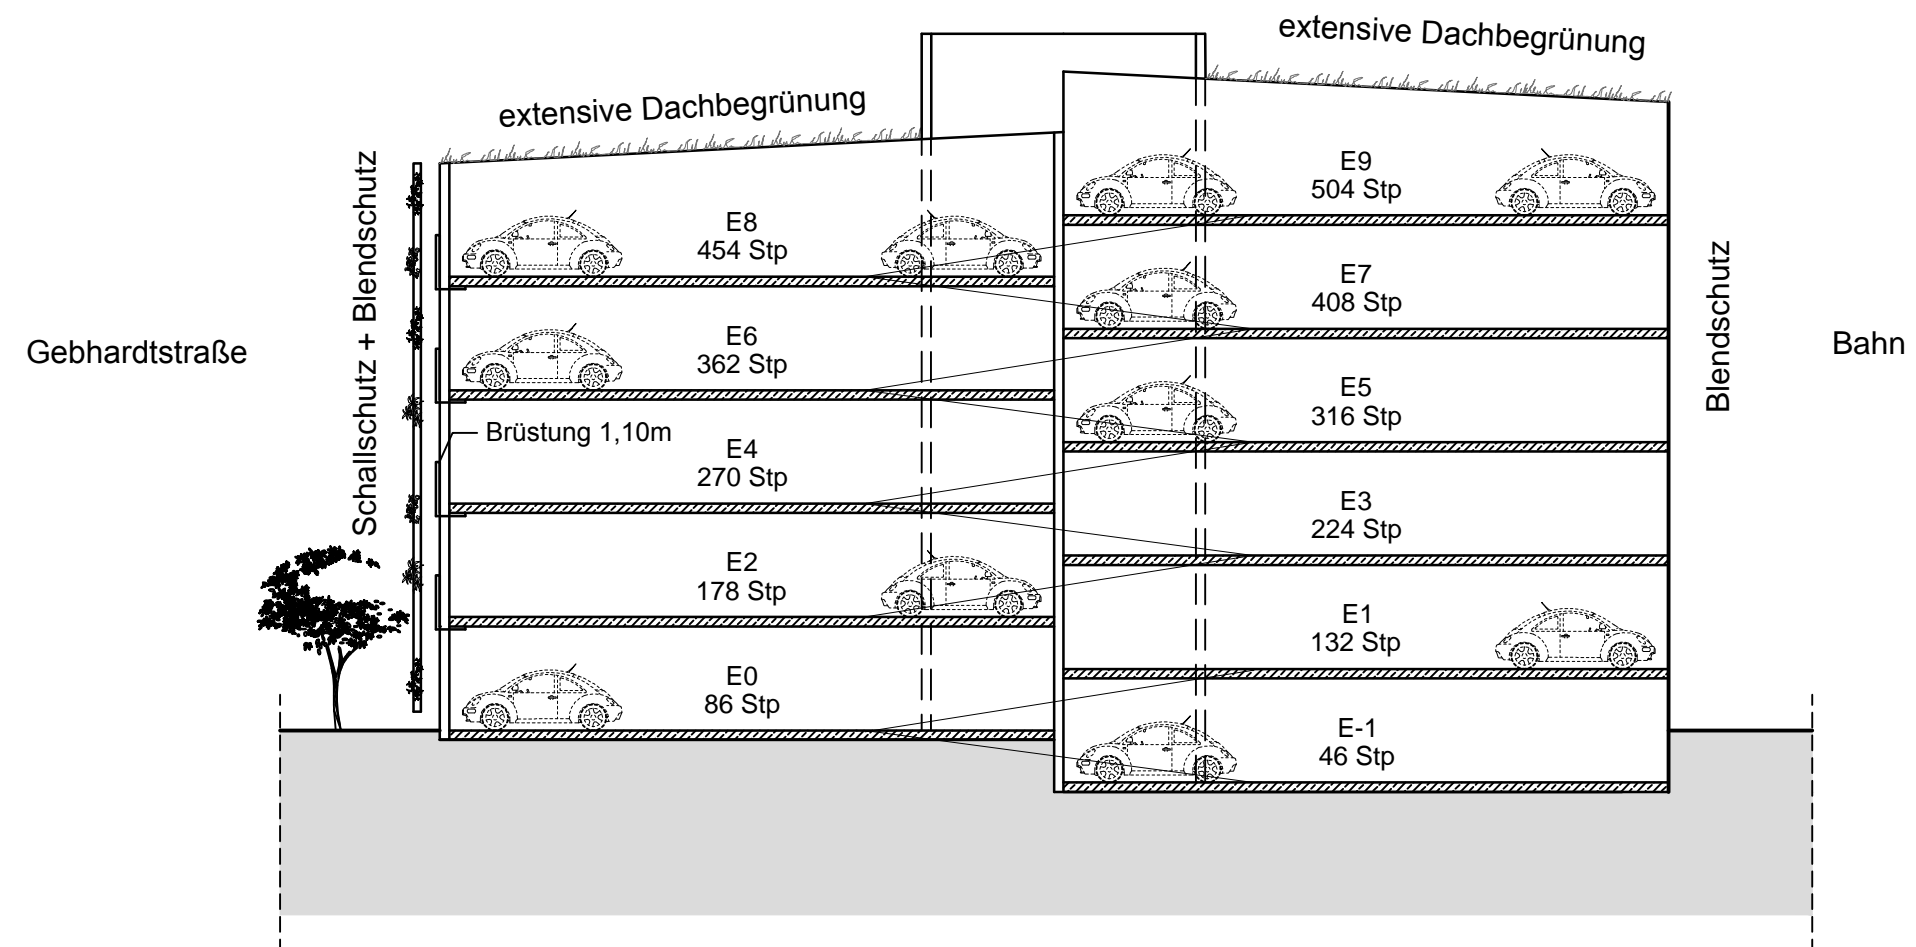 extensive Dachbegrünung
extensive Dachbegrünung
Gebhardtstraße
Schallschutz + Blendschutz
E8
454 Stp
E6
362 Stp
Brüstung 1,10m
E4
270 Stp
E2
178 Stp
E0
86 Stp
E9
504 Stp
E7
408 Stp
E5
316 Stp
E3
224 Stp
E1
132 Stp
E-1
46 Stp
Blendschutz
Bahn